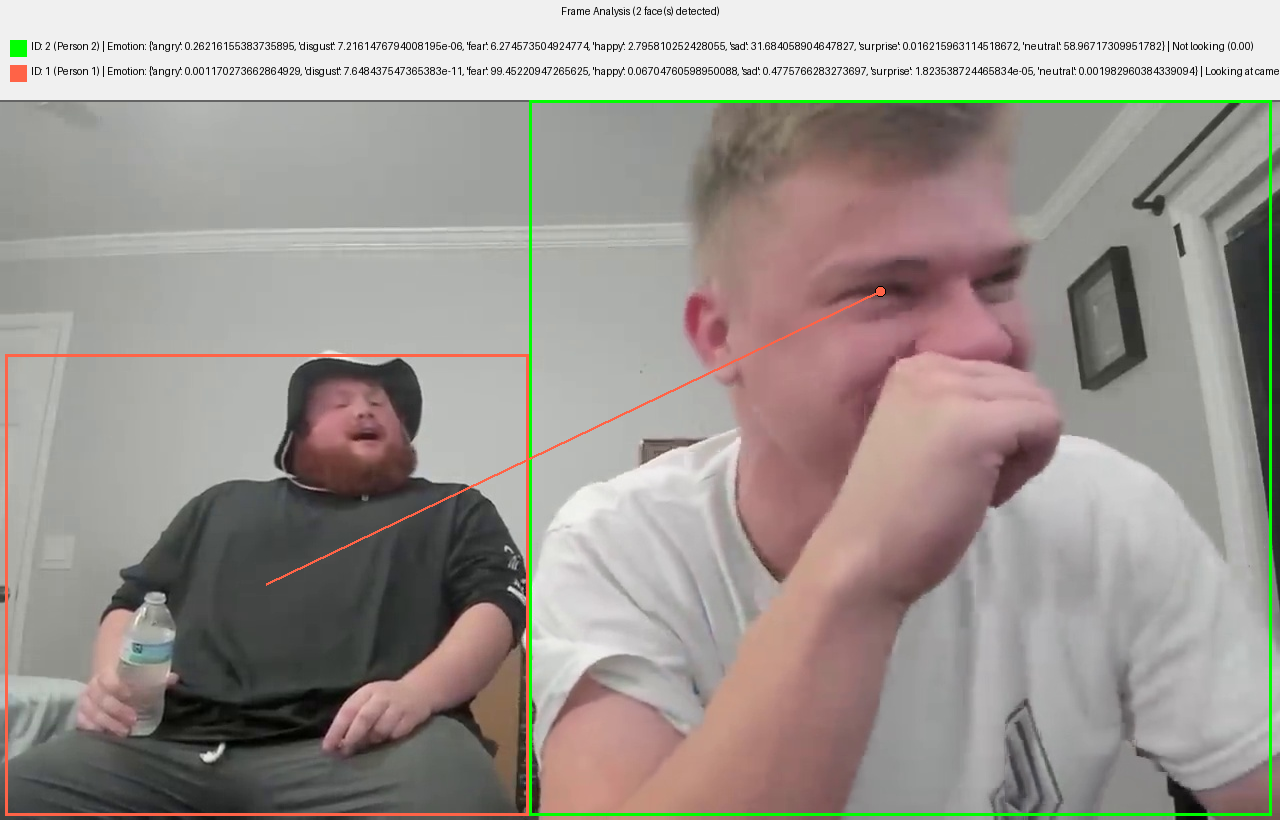 Frame Analysis (2 face(s) detected)
ID: 2 (Person 2) | Emotion: {'angry': 0.26216155383735895, 'disgust': 7.2161476794008195e-06, 'fear': 6.274573504924774, 'happy': 2.795810252428055, 'sad': 31.684058904647827, 'surprise': 0.016215963114518672, 'neutral': 58.96717309951782} | Not looking (0.00)
ID: 1 (Person 1) | Emotion: {'angry': 0.001170273662864929, 'disgust': 7.648437547365383e-11, 'fear': 99.45220947265625, 'happy': 0.06704760598950088, 'sad': 0.4775766283273697, 'surprise': 1.823538724465834e-05, 'neutral': 0.001982960384339094} | Looking at came